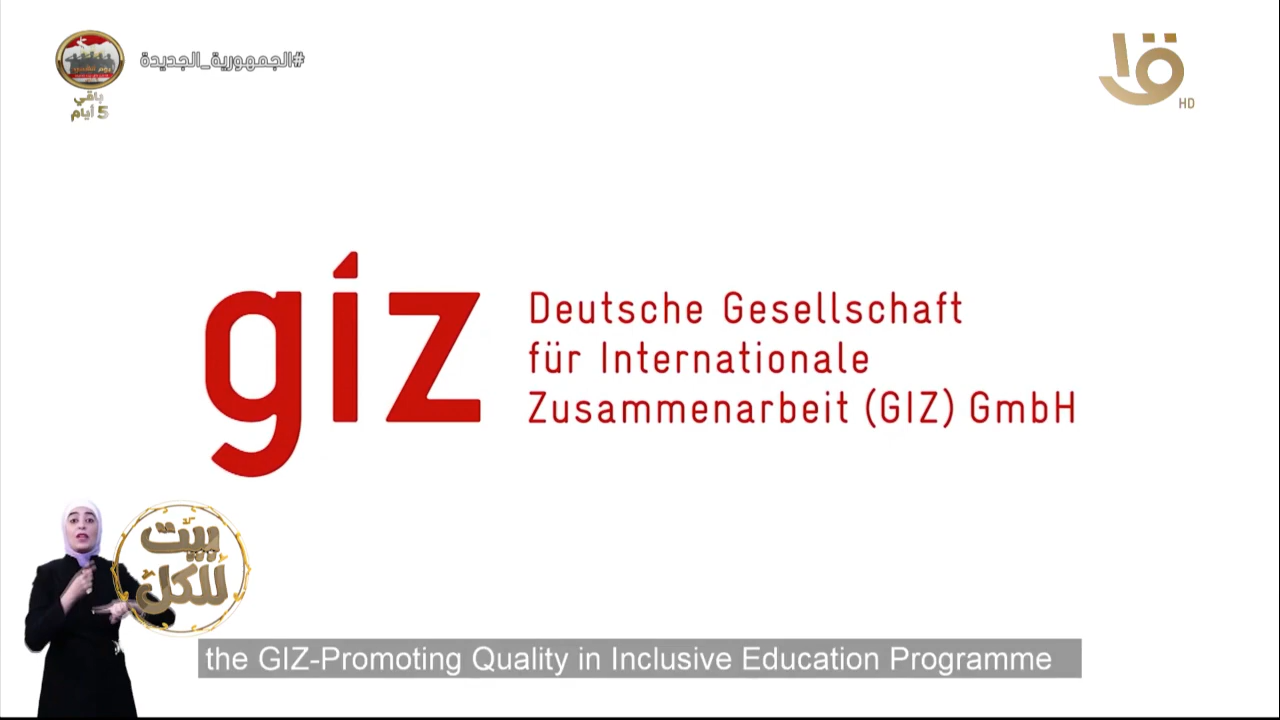 #الجمهورية_الجديدة
باقي
5 أيام
HD
giz
Deutsche Gesellschaft
für Internationale
Zusammenarbeit (GIZ) GmbH
بيت
للكل
the GIZ-Promoting Quality in Inclusive Education Programme